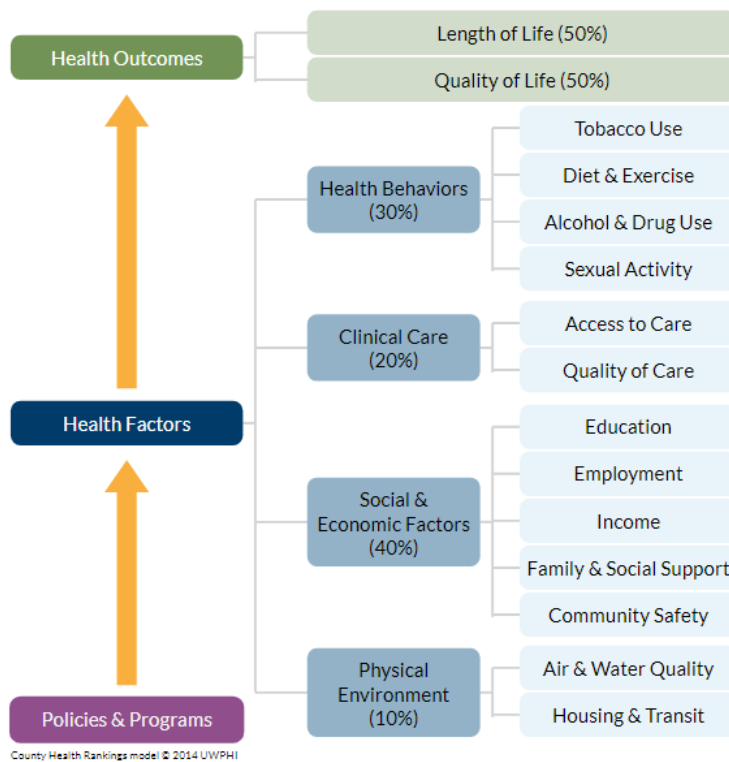 Health Outcomes
Length of Life (50%)
Quality of Life (50%)
Health Factors
Health Behaviors
(30%)
Tobacco Use
Diet & Exercise
Alcohol & Drug Use
Sexual Activity
Clinical Care
(20%)
Access to Care
Quality of Care
Social &
Economic Factors
(40%)
Education
Employment
Income
Family & Social Support
Community Safety
Physical
Environment
(10%)
Air & Water Quality
Housing & Transit
Policies & Programs
County Health Rankings model © 2014 UWPHI